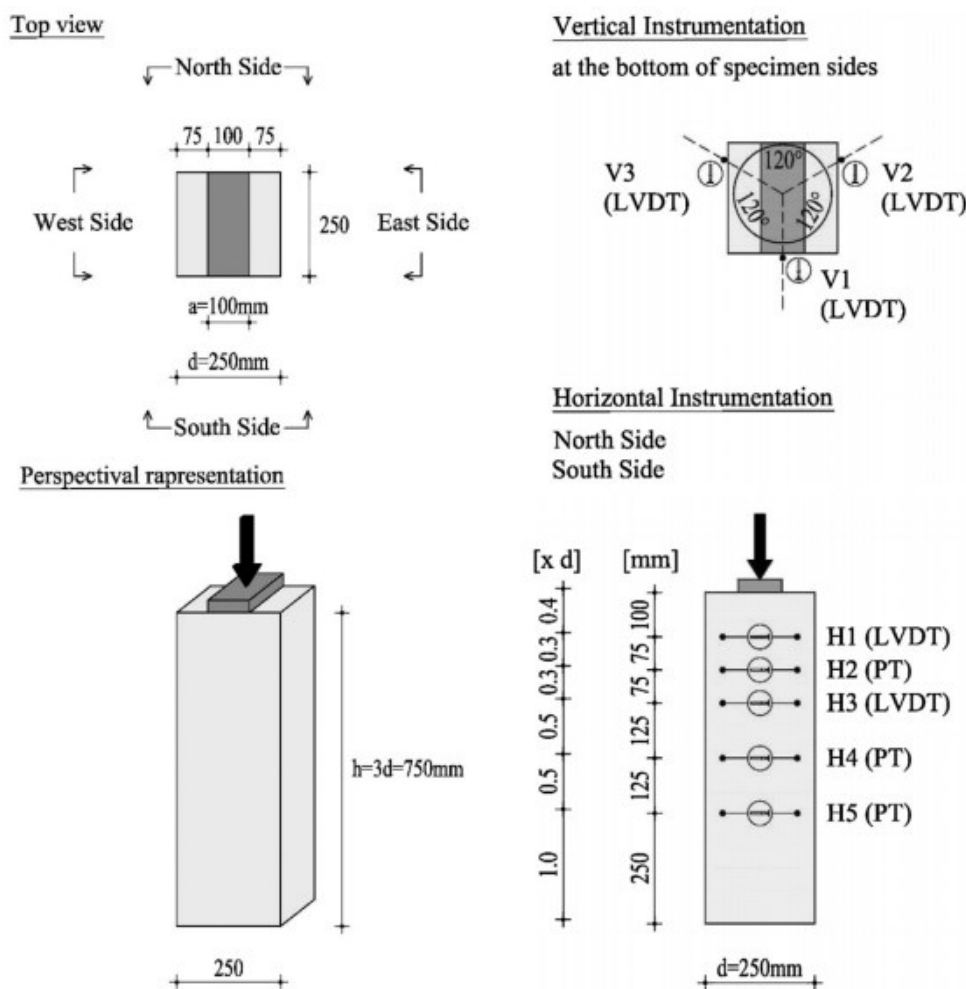 Top view
North Side
75 100 75
West Side
250
East Side
a=100mm
d=250mm
South Side
Vertical Instrumentation
at the bottom of specimen sides
120°
120°
120°
V3
(LVDT)
V2
(LVDT)
V1
(LVDT)
Perspectival rapresentation
h=3d=750mm
250
Horizontal Instrumentation
North Side
South Side
[x d]
[mm]
0.4
0.3
0.3
0.5
0.5
1.0
100
75
75
125
125
250
H1 (LVDT)
H2 (PT)
H3 (LVDT)
H4 (PT)
H5 (PT)
d=250mm